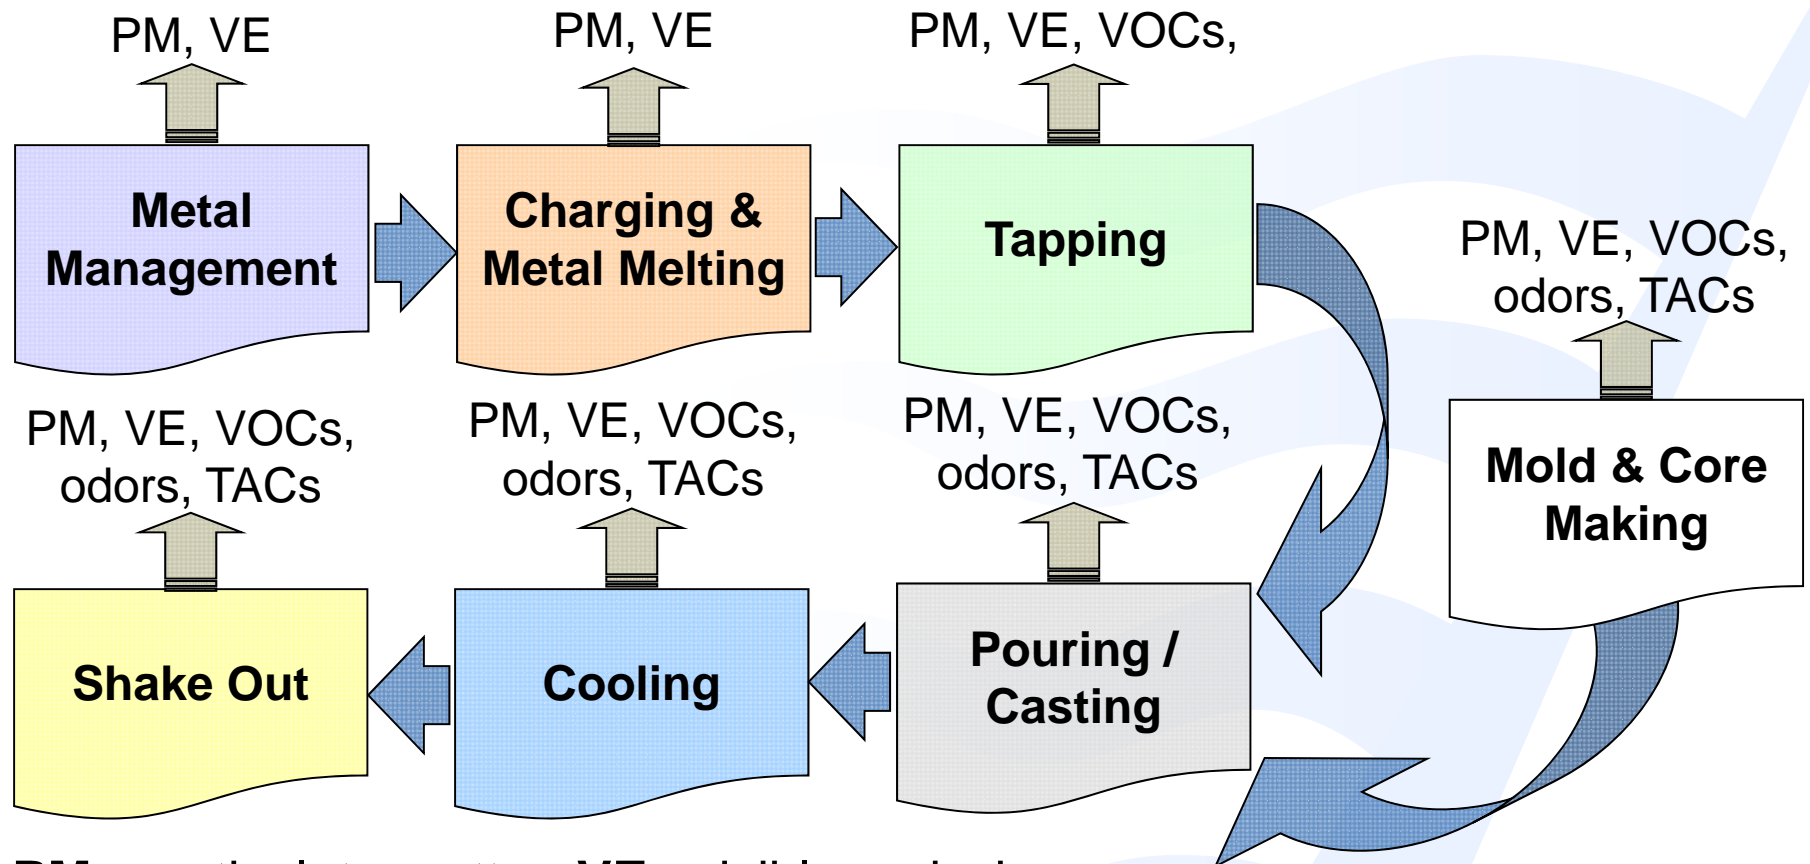 PM, VE
PM, VE
PM, VE, VOCs,
Metal
Management
Charging &
Metal Melting
Tapping
PM, VE, VOCs,
odors, TACs
Mold & Core
Making
PM, VE, VOCs,
odors, TACs
PM, VE, VOCs,
odors, TACs
PM, VE, VOCs,
odors, TACs
Shake Out
Cooling
Pouring /
Casting